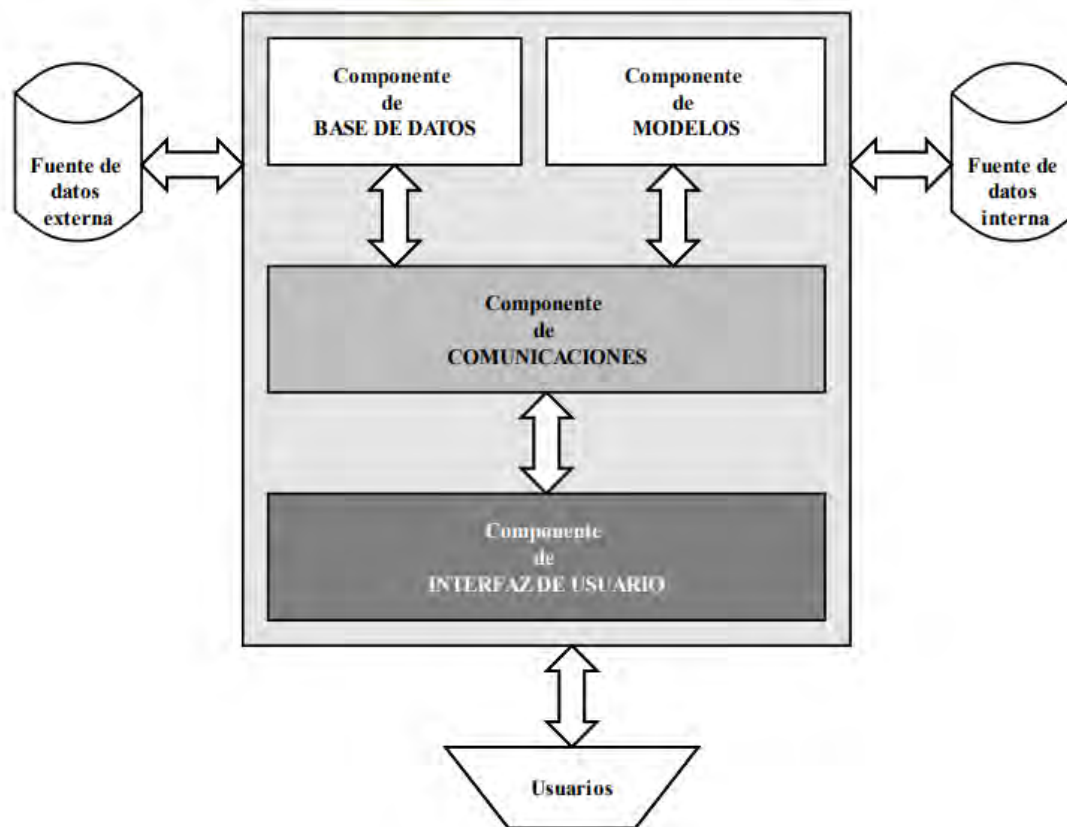 Componente
de
BASE DE DATOS
Componente
de
MODELOS
Fuente de
datos
externa
Fuente de
datos
interna
Componente
de
COMUNICACIONES
Componente
de
INTERFAZ DE USUARIO
Usuarios